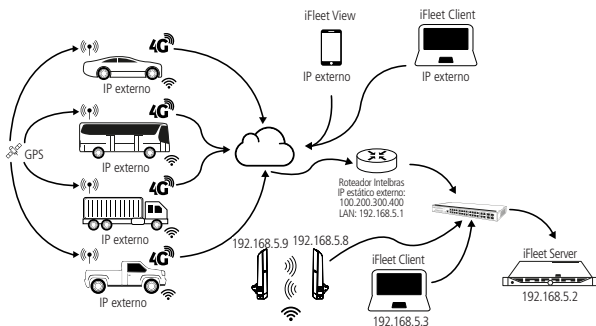 iFleet View
iFleet Client
4G
IP externo
IP externo
IP externo
4G
IP externo
GPS
4G
IP externo
4G
IP externo
Roteador Intelbras
IP estático externo:
100.200.300.400
LAN: 192.168.5.1
192.168.5.9
192.168.5.8
iFleet Client
192.168.5.3
iFleet Server
192.168.5.2